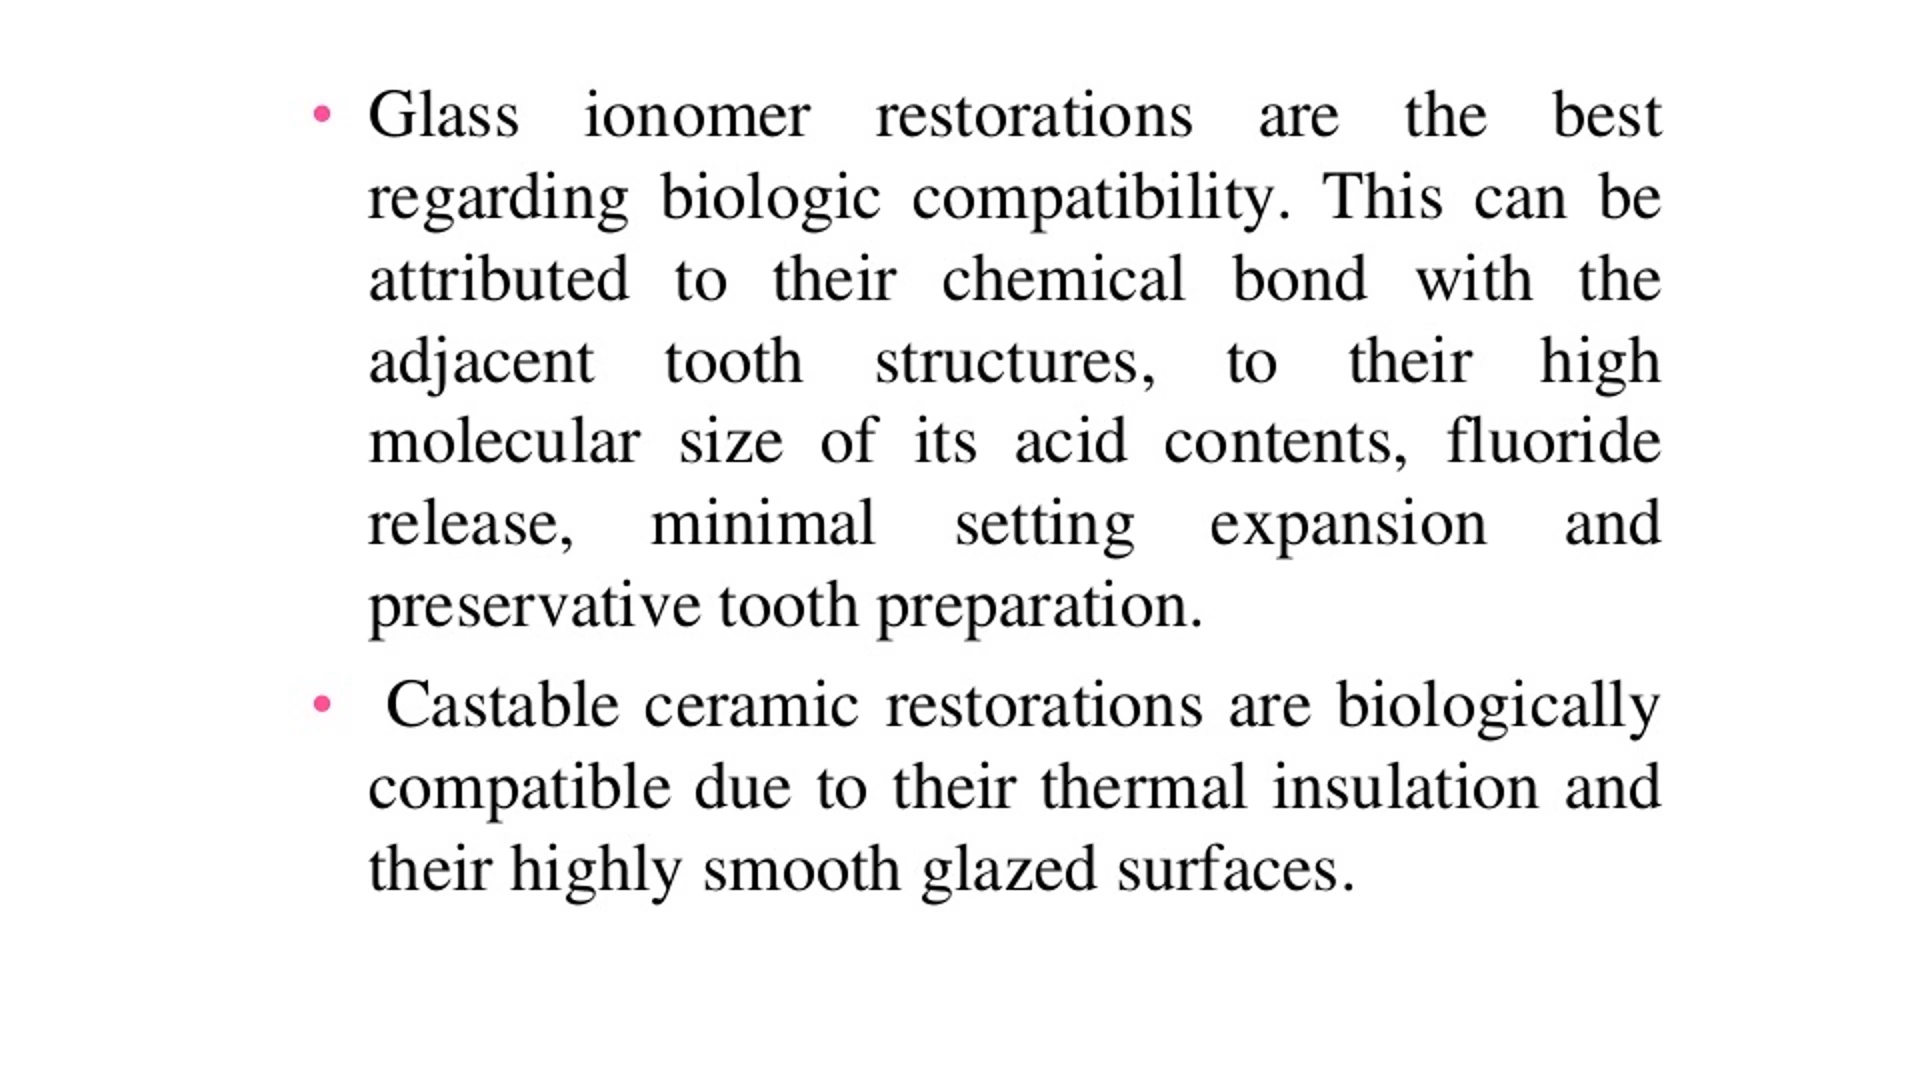 • Glass ionomer restorations are the best
regarding biologic compatibility. This can be
attributed to their chemical bond with the
adjacent tooth structures, to their high
molecular size of its acid contents, fluoride
release, minimal setting expansion and
preservative tooth preparation.
• Castable ceramic restorations are biologically
compatible due to their thermal insulation and
their highly smooth glazed surfaces.